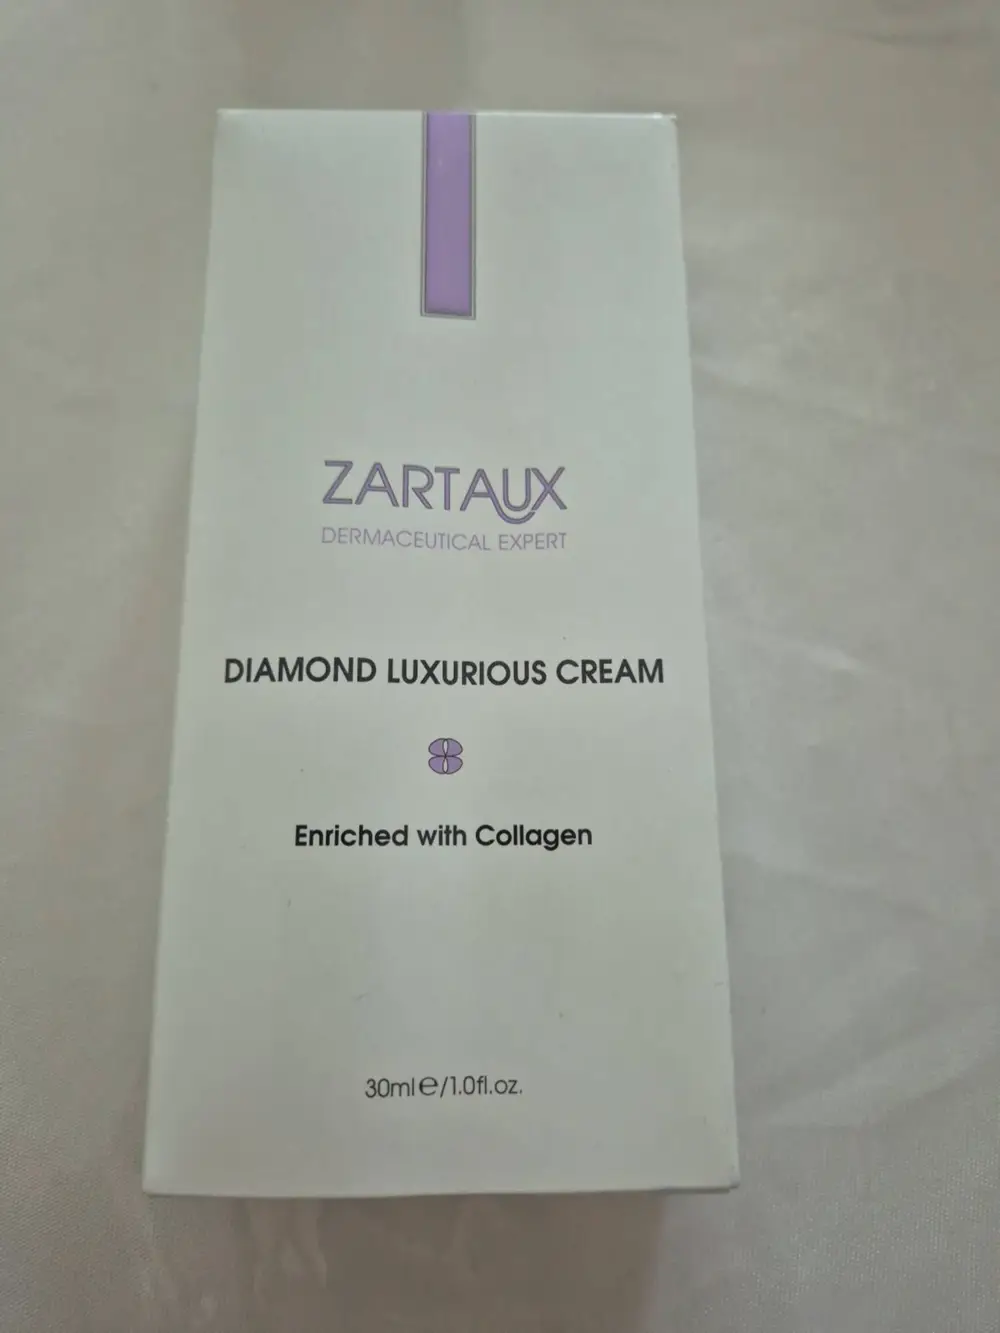 ZARTAUX
DERMACEUTICAL EXPERT
DIAMOND LUXURIOUS CREAM
Enriched with Collagen
30ml℮/1.0fl.oz.